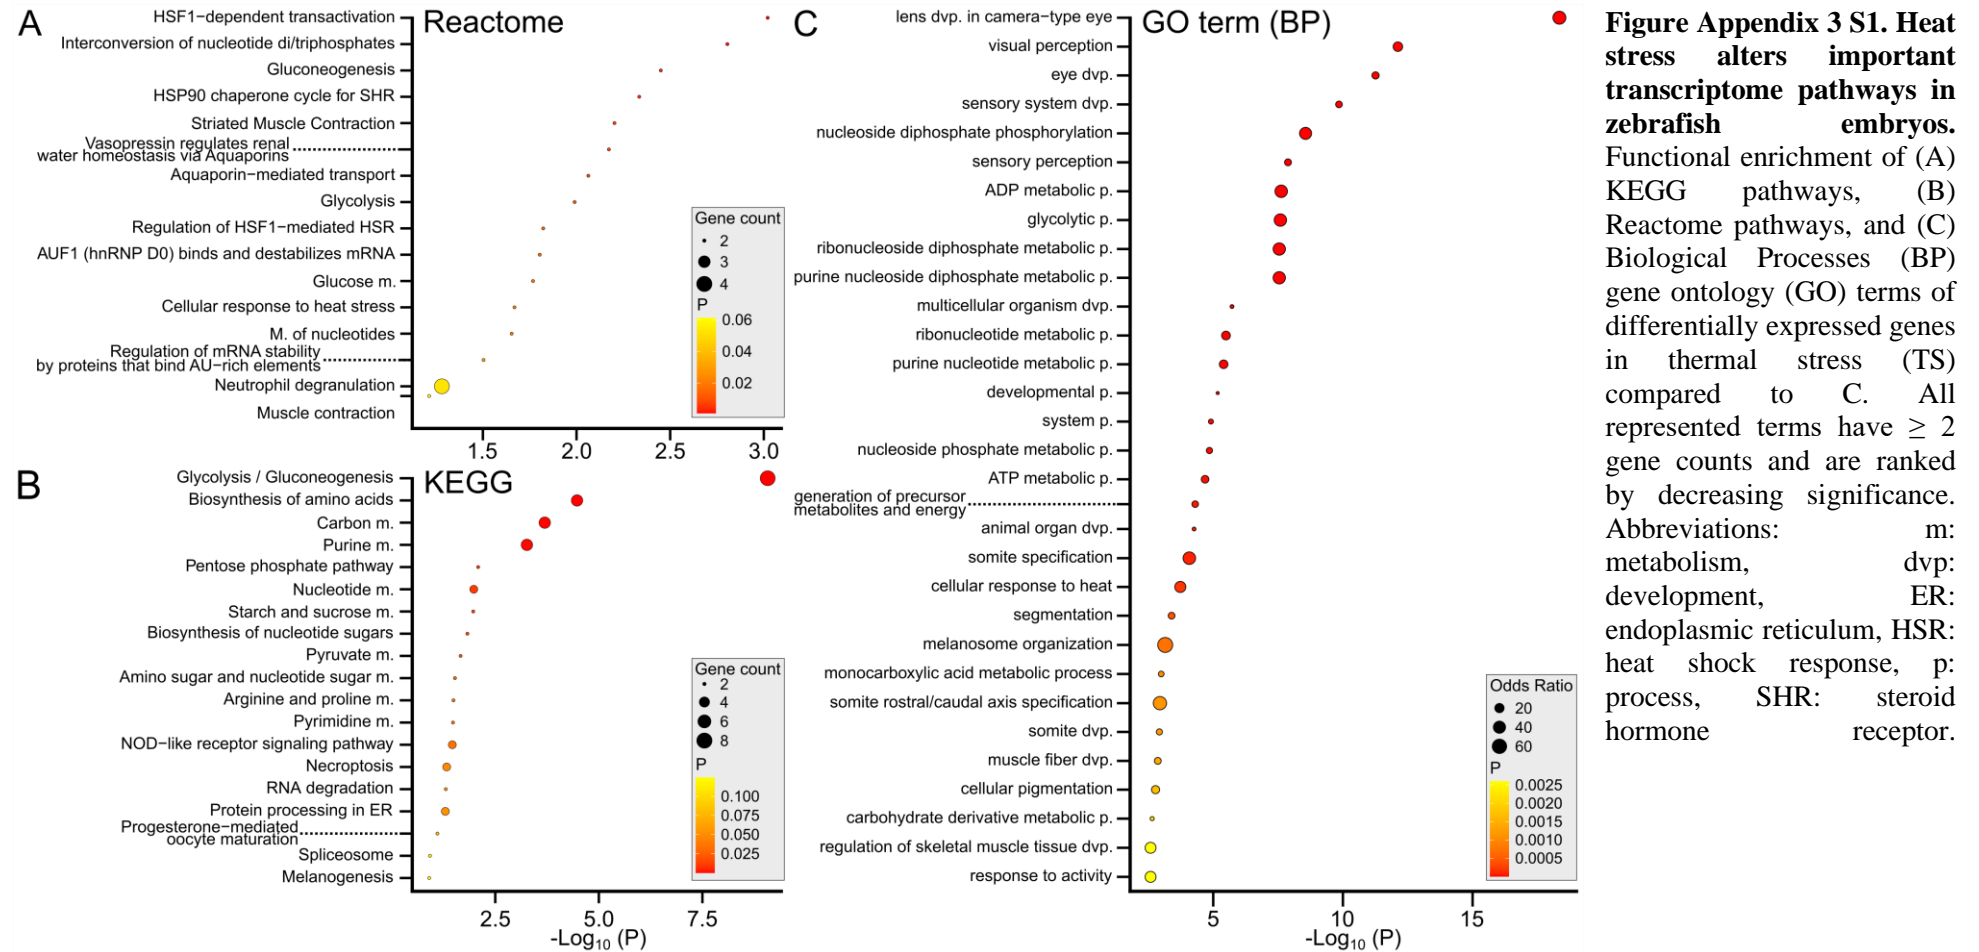 A
Reactome
HSF1−dependent transactivation
Interconversion of nucleotide di/triphosphates
Gluconeogenesis
HSP90 chaperone cycle for SHR
Striated Muscle Contraction
Vasopressin regulates renal
water homeostasis via Aquaporins
Aquaporin−mediated transport
Glycolysis
Regulation of HSF1−mediated HSR
AUF1 (hnRNP D0) binds and destabilizes mRNA
Glucose m.
Cellular response to heat stress
M. of nucleotides
Regulation of mRNA stability
by proteins that bind AU−rich elements
Neutrophil degranulation
Muscle contraction
Gene count
2
3
4
P
0.06
0.04
0.02
1.5 2.0 2.5 3.0
B
KEGG
Glycolysis / Gluconeogenesis
Biosynthesis of amino acids
Carbon m.
Purine m.
Pentose phosphate pathway
Nucleotide m.
Starch and sucrose m.
Biosynthesis of nucleotide sugars
Pyruvate m.
Amino sugar and nucleotide sugar m.
Arginine and proline m.
Pyrimidine m.
NOD−like receptor signaling pathway
Necroptosis
RNA degradation
Protein processing in ER
Progesterone−mediated
oocyte maturation
Spliceosome
Melanogenesis
Gene count
2
4
6
8
P
0.100
0.075
0.050
0.025
2.5 5.0 7.5
-Log10 (P)
C
GO term (BP)
lens dvp. in camera−type eye
visual perception
eye dvp.
sensory system dvp.
nucleoside diphosphate phosphorylation
sensory perception
ADP metabolic p.
glycolytic p.
ribonucleoside diphosphate metabolic p.
purine nucleoside diphosphate metabolic p.
multicellular organism dvp.
ribonucleotide metabolic p.
purine nucleotide metabolic p.
developmental p.
system p.
nucleoside phosphate metabolic p.
ATP metabolic p.
generation of precursor
metabolites and energy
animal organ dvp.
somite specification
cellular response to heat
segmentation
melanosome organization
monocarboxylic acid metabolic process
somite rostral/caudal axis specification
somite dvp.
muscle fiber dvp.
cellular pigmentation
carbohydrate derivative metabolic p.
regulation of skeletal muscle tissue dvp.
response to activity
Odds Ratio
20
40
60
P
0.0025
0.0020
0.0015
0.0010
0.0005
5 10 15
-Log10 (P)
Figure Appendix 3 S1. Heat
stress alters important
transcriptome pathways in
zebrafish embryos.
Functional enrichment of (A)
KEGG pathways, (B)
Reactome pathways, and (C)
Biological Processes (BP)
gene ontology (GO) terms of
differentially expressed genes
in thermal stress (TS)
compared to C. All
represented terms have ≥ 2
gene counts and are ranked
by decreasing significance.
Abbreviations: m:
metabolism, dvp:
development, ER:
endoplasmic reticulum, HSR:
heat shock response, p:
process, SHR: steroid
hormone receptor.